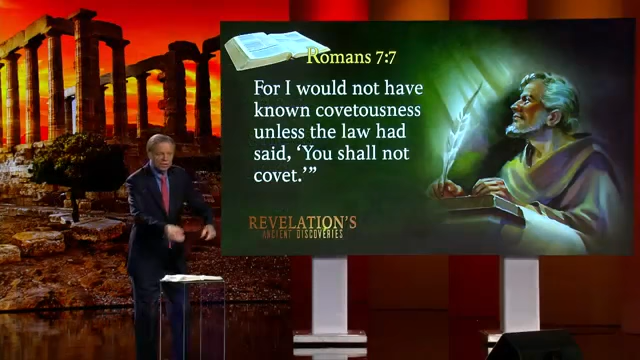 Romans 7:7
For I would not have
known covetousness
unless the law had
said, ‘You shall not
covet.’”
REVELATION'S
ANCIENT DISCOVERIES